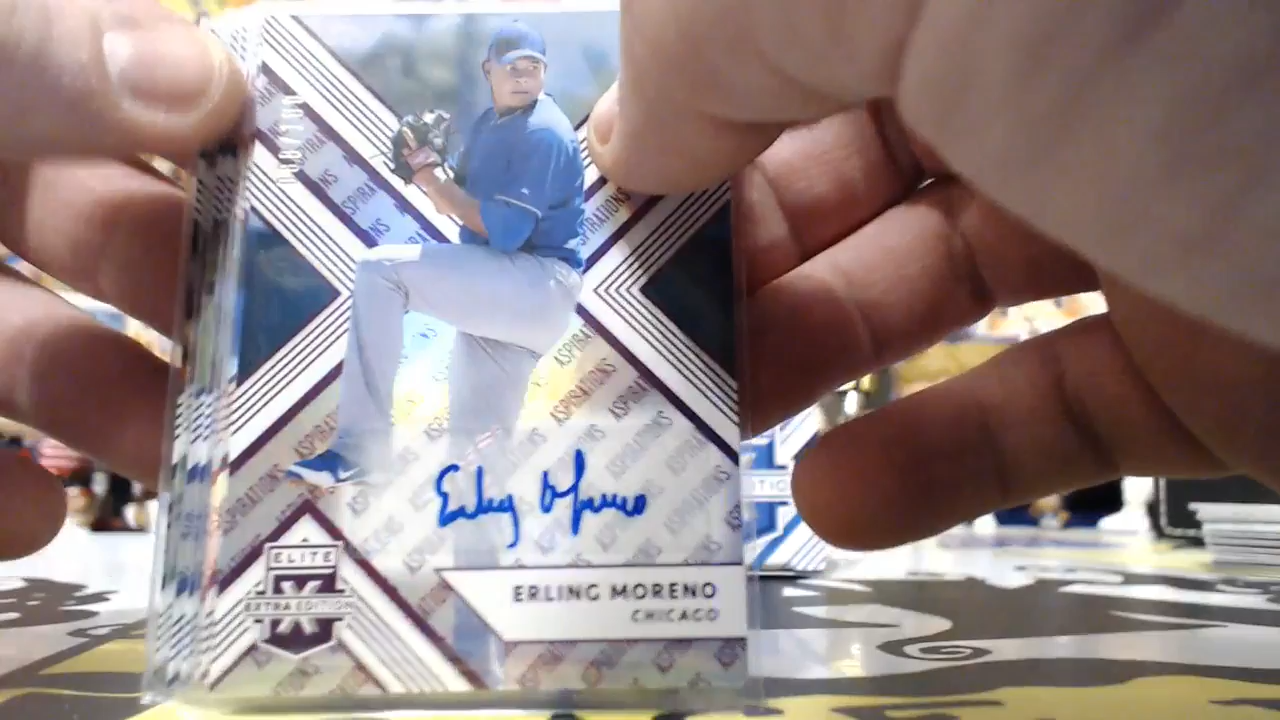 ASPIRATIONS
Erling Moreno
ELITE
EXTRA EDITION
X
ERLING MORENO
CHICAGO